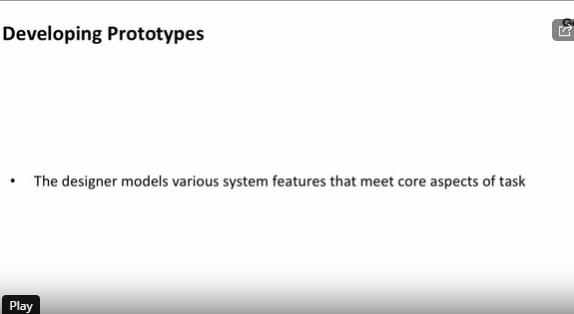 Developing Prototypes
• The designer models various system features that meet core aspects of task
Play